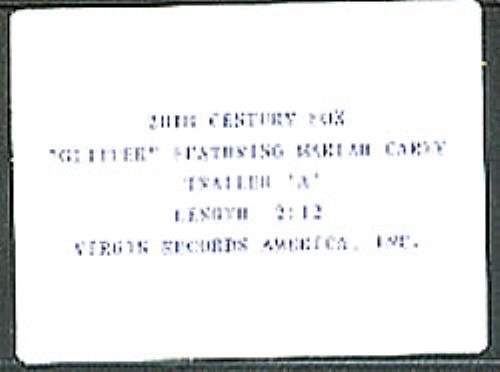 20TH CENTURY FOX
"GLITTER" FEATURING MARIAH CAREY
TRAILER 'A'
LENGTH 2:12
VIRGIN RECORDS AMERICA, INC.